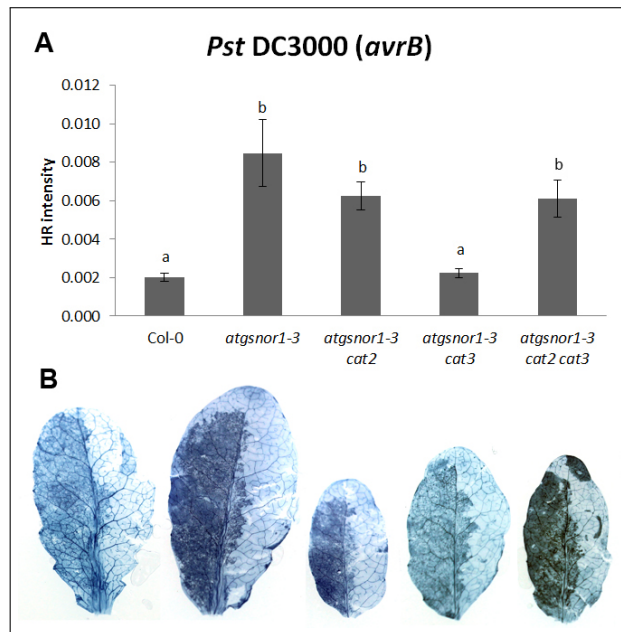 A
Pst DC3000 (avrB)
HR intensity
0.012
0.010
0.008
0.006
0.004
0.002
0.000
a
b
b
a
b
Col-0
atgsnor1-3
atgsnor1-3
cat2
atgsnor1-3
cat3
atgsnor1-3
cat2 cat3
B